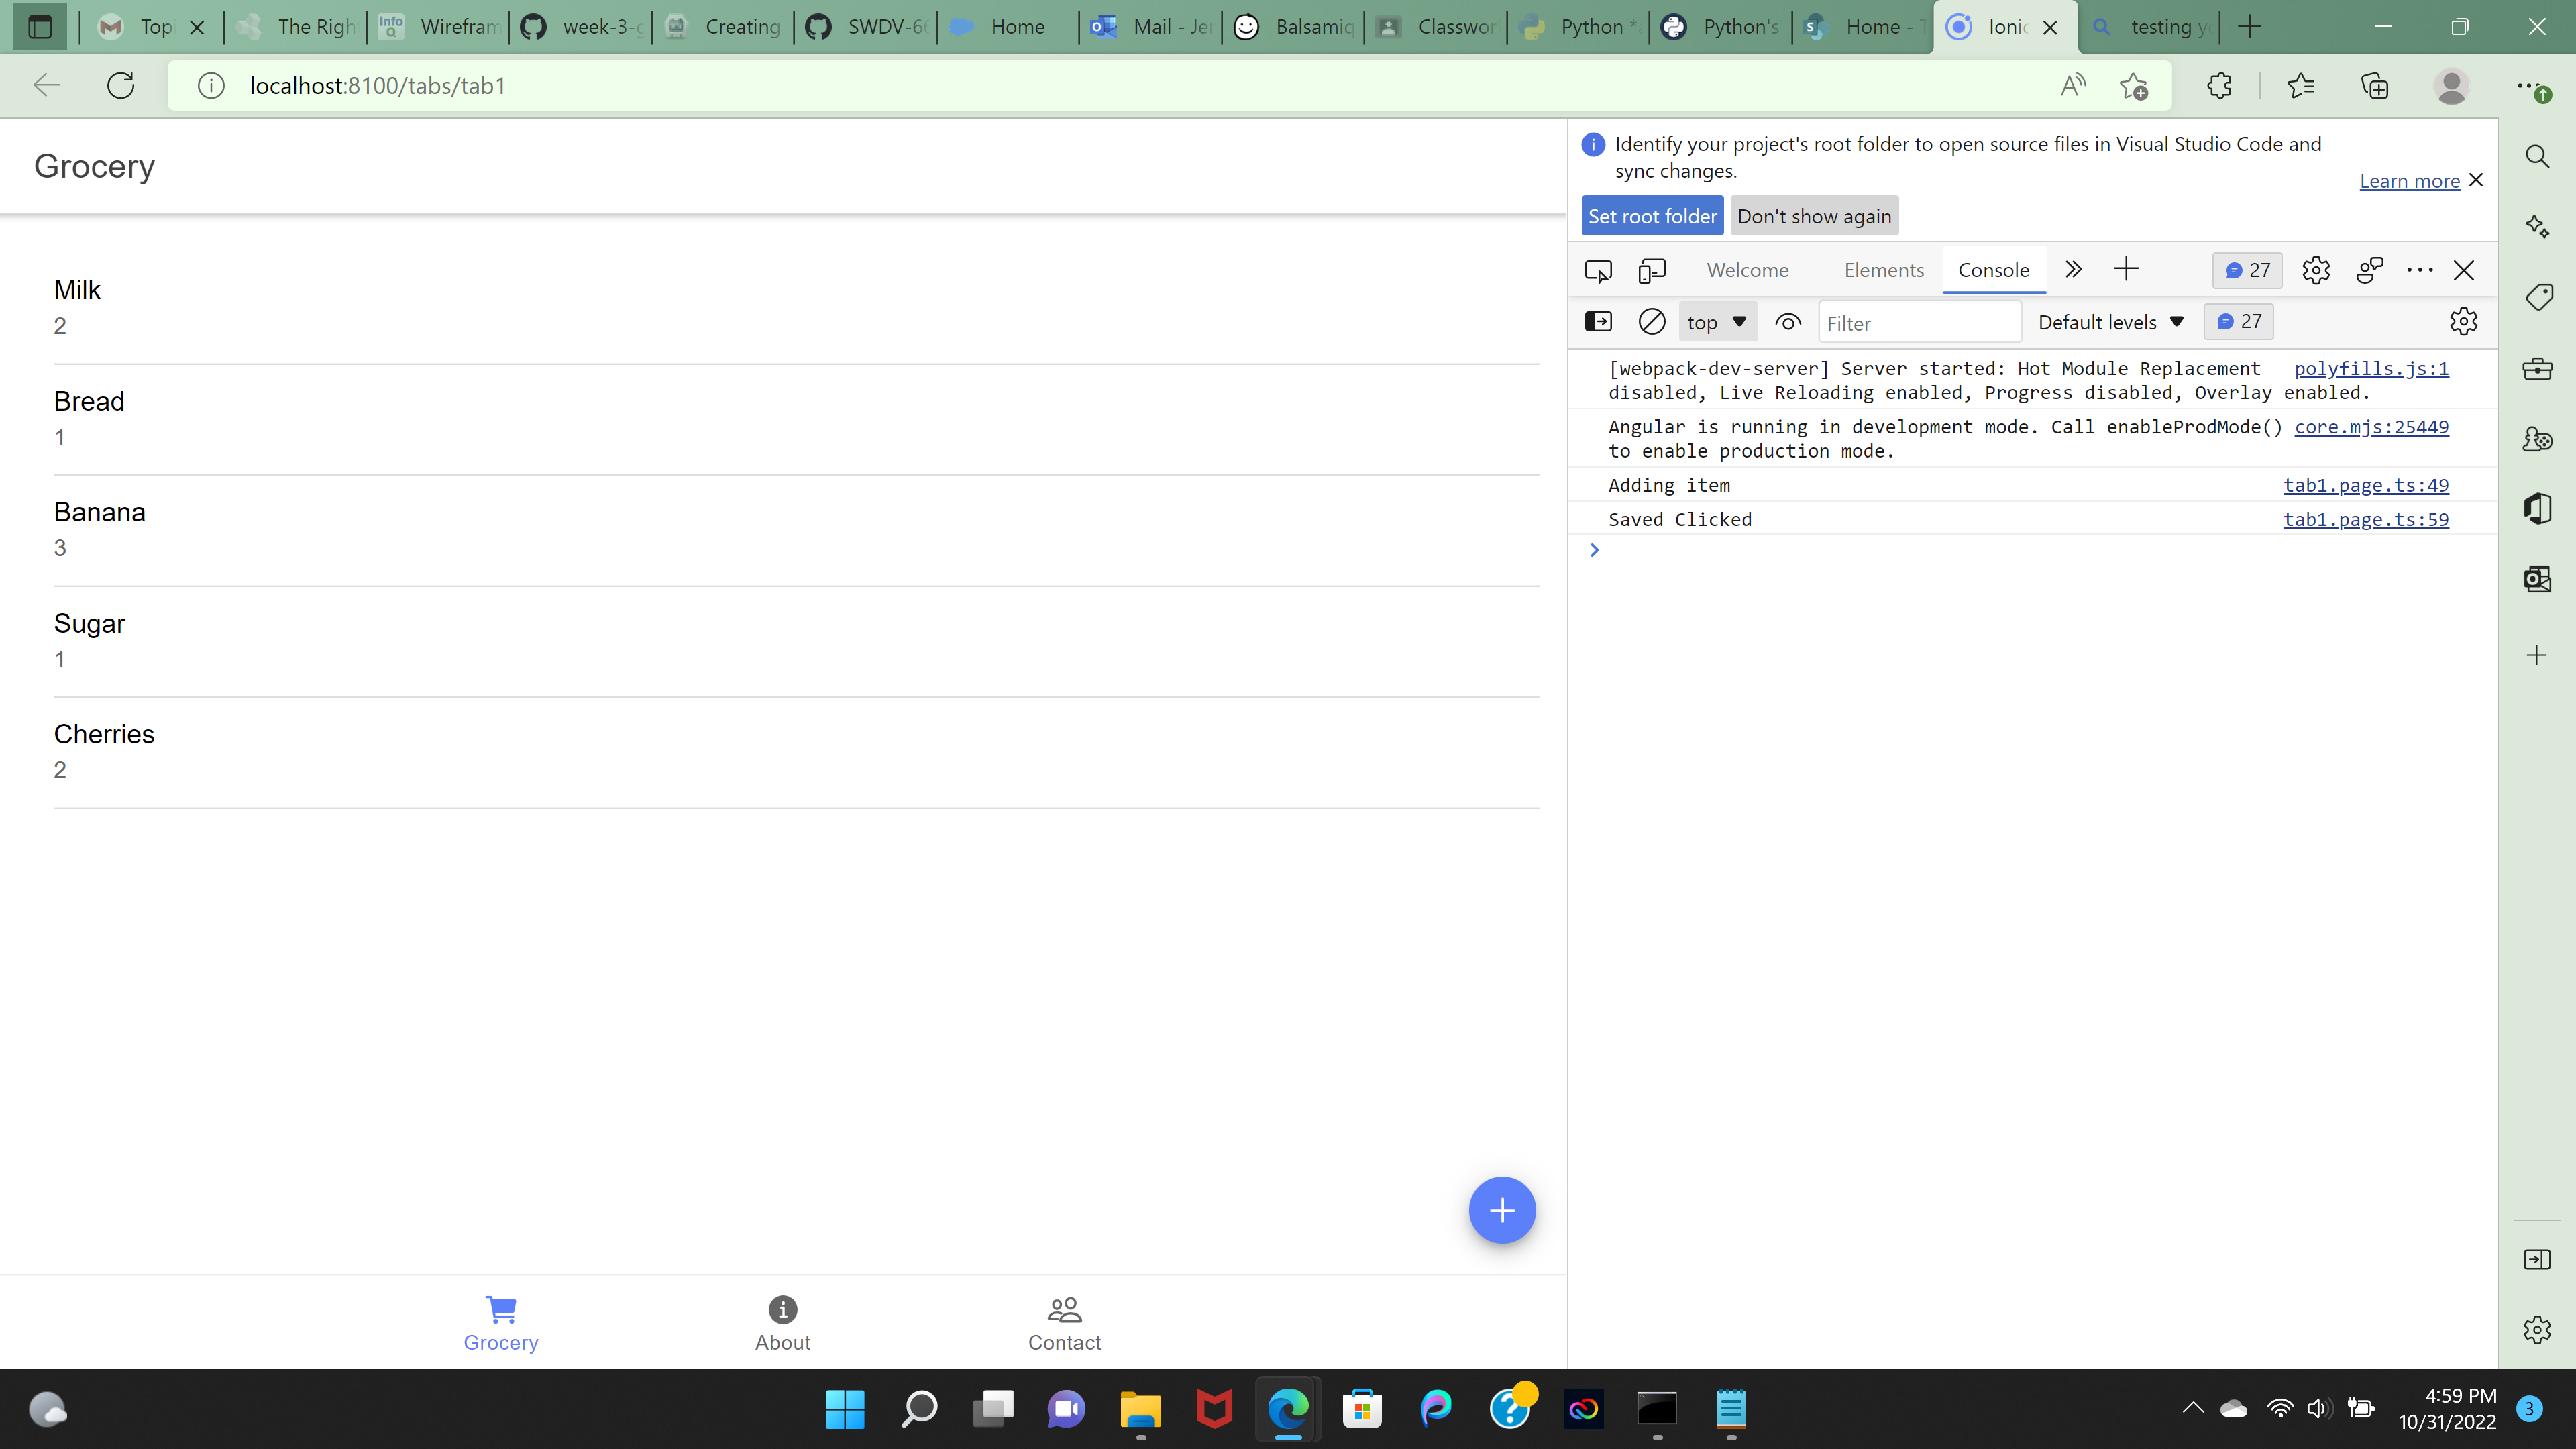 Top
The Righ
Info Q
Wirefram
week-3-g
Creating
SWDV-66
Home
Mail - Jer
Balsamiq
Classwor
Python *
Python's
Home - T
Ionic
testing yo
localhost:8100/tabs/tab1
Grocery
Milk
2
Bread
1
Banana
3
Sugar
1
Cherries
2
Grocery
About
Contact
Identify your project's root folder to open source files in Visual Studio Code and
sync changes.
Learn more
Set root folder
Don't show again
Welcome
Elements
Console
27
top
Filter
Default levels
27
[webpack-dev-server] Server started: Hot Module Replacement polyfills.js:1
disabled, Live Reloading enabled, Progress disabled, Overlay enabled.
Angular is running in development mode. Call enableProdMode() core.mjs:25449
to enable production mode.
Adding item tab1.page.ts:49
Saved Clicked tab1.page.ts:59
4:59 PM
10/31/2022
3